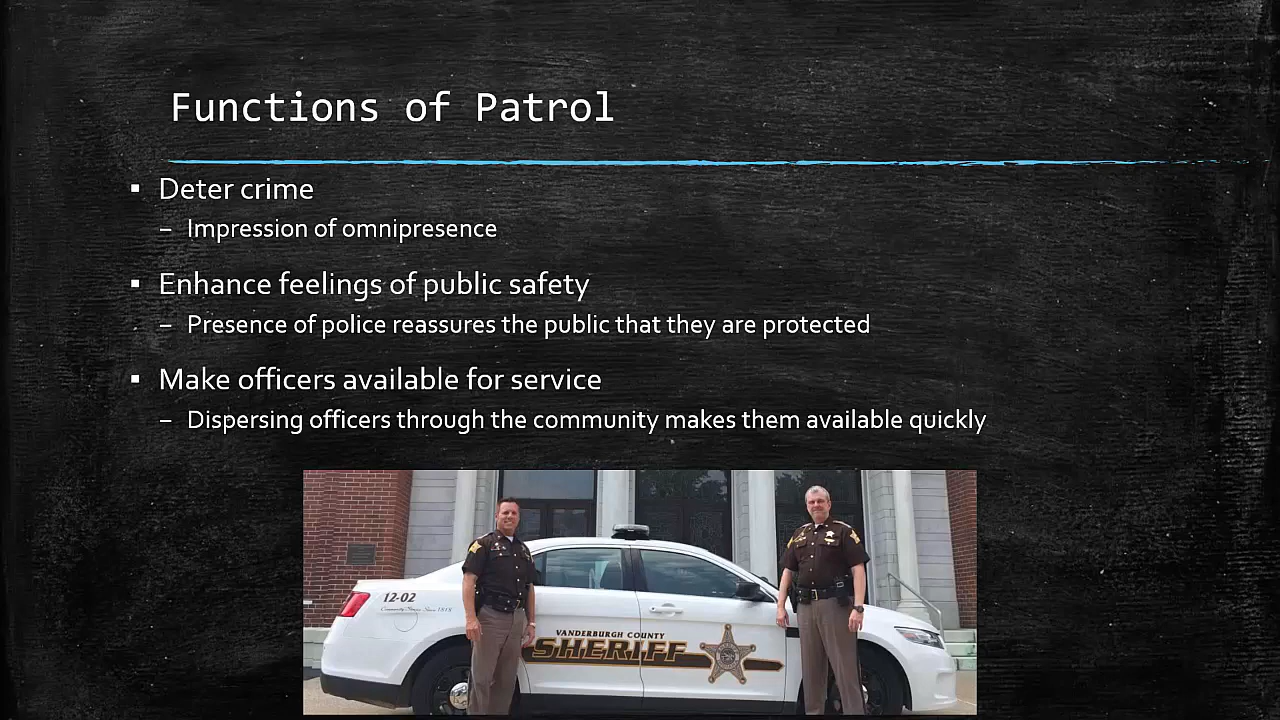 Functions of Patrol
▪ Deter crime
– Impression of omnipresence
▪ Enhance feelings of public safety
– Presence of police reassures the public that they are protected
▪ Make officers available for service
– Dispersing officers through the community makes them available quickly
12-02
VANDERBURGH COUNTY
SHERIFF